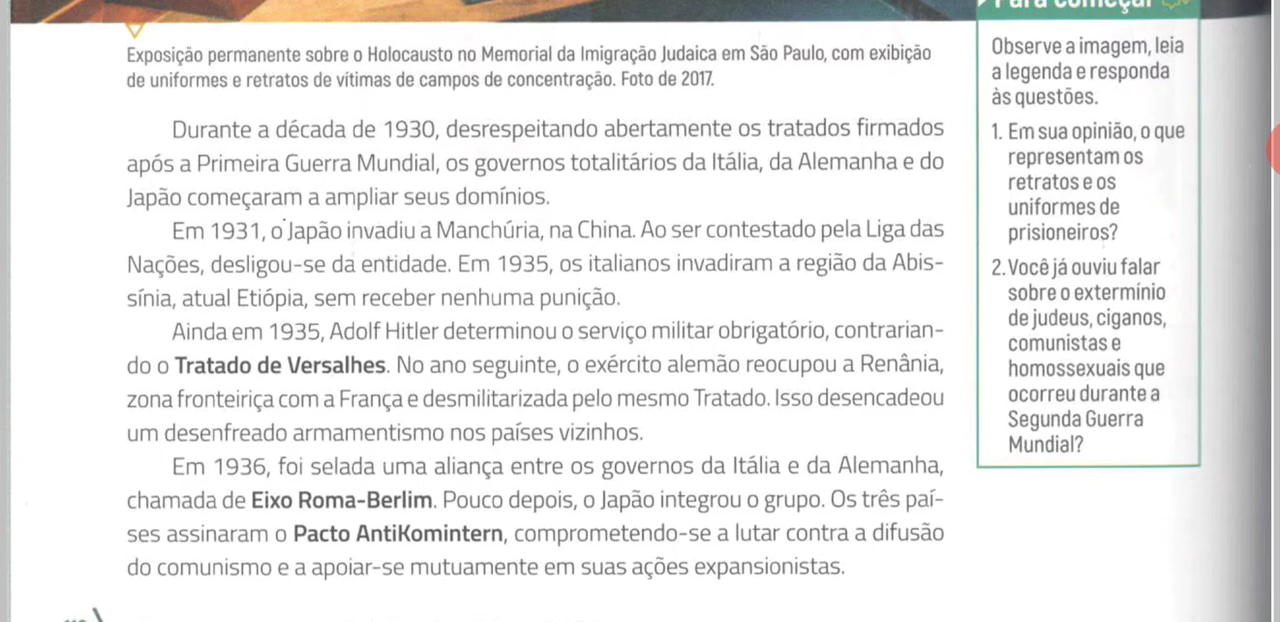 Para começar
Exposição permanente sobre o Holocausto no Memorial da Imigração Judaica em São Paulo, com exibição
de uniformes e retratos de vítimas de campos de concentração. Foto de 2017.
Durante a década de 1930, desrespeitando abertamente os tratados firmados
após a Primeira Guerra Mundial, os governos totalitários da Itália, da Alemanha e do
Japão começaram a ampliar seus domínios.
Em 1931, o Japão invadiu a Manchúria, na China. Ao ser contestado pela Liga das
Nações, desligou-se da entidade. Em 1935, os italianos invadiram a região da Abis-
sínia, atual Etiópia, sem receber nenhuma punição.
Ainda em 1935, Adolf Hitler determinou o serviço militar obrigatório, contrarian-
do o Tratado de Versalhes. No ano seguinte, o exército alemão reocupou a Renânia,
zona fronteiriça com a França e desmilitarizada pelo mesmo Tratado. Isso desencadeou
um desenfreado armamentismo nos países vizinhos.
Em 1936, foi selada uma aliança entre os governos da Itália e da Alemanha,
chamada de Eixo Roma-Berlim. Pouco depois, o Japão integrou o grupo. Os três paí-
ses assinaram o Pacto AntiKomintern, comprometendo-se a lutar contra a difusão
do comunismo e a apoiar-se mutuamente em suas ações expansionistas.
Observe a imagem, leia
a legenda e responda
às questões.
1. Em sua opinião, o que
representam os
retratos e os
uniformes de
prisioneiros?
2. Você já ouviu falar
sobre o extermínio
de judeus, ciganos,
comunistas e
homossexuais que
ocorreu durante a
Segunda Guerra
Mundial?